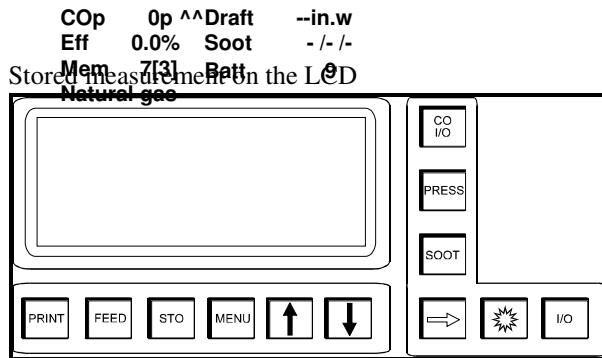 COp 0p ^^Draft --in.w
Eff 0.0% Soot - /- /-
Mem 7[3] Batt 9
Stored measurement on the LCD
Natural gas
CO I/O
PRESS
SOOT
PRINT FEED STO MENU I/O